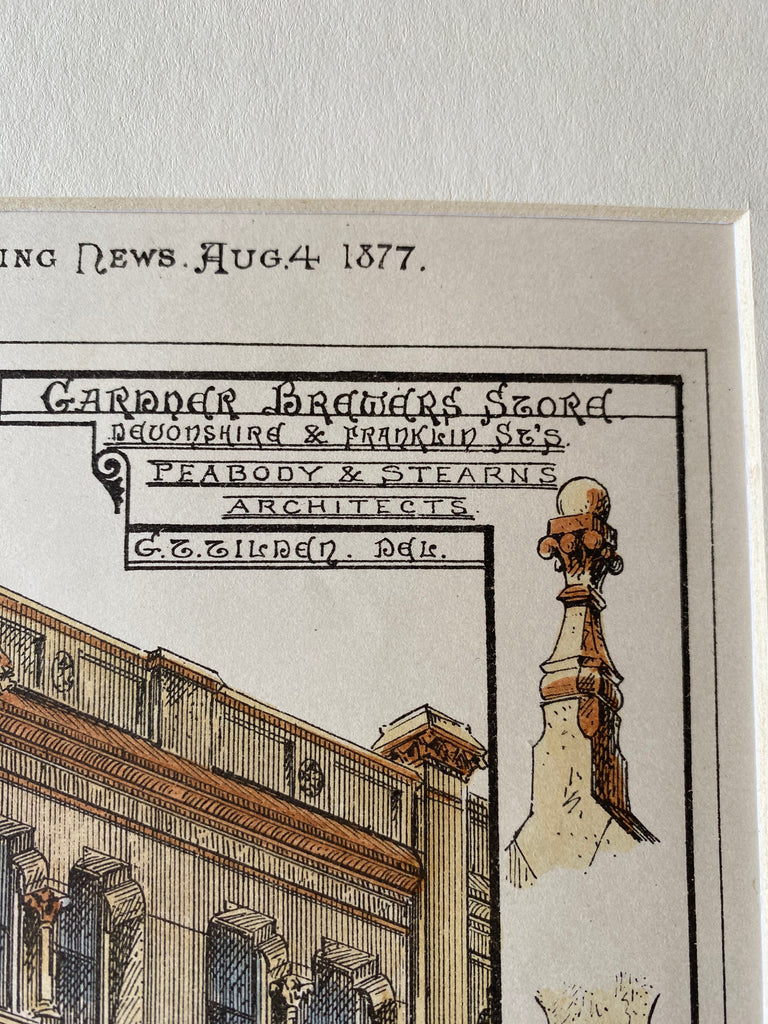 ING NEWS. AUG. 4 1877.
GARDNER BREWERS STORE.
DEVONSHIRE & FRANKLIN ST'S.
PEABODY & STEARNS
ARCHITECTS.
G. T. TILDEN. DEL.